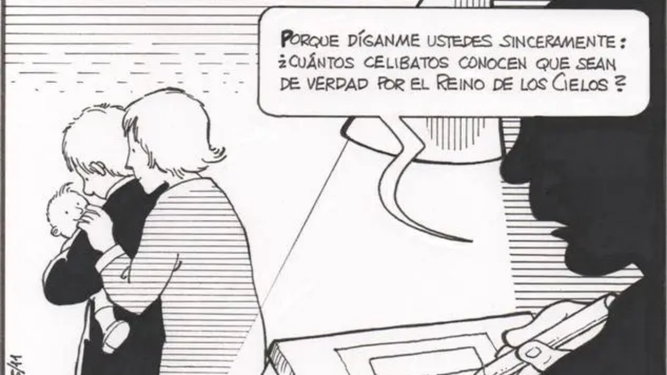 PORQUE DÍGANME USTEDES SINCERAMENTE:
¿CUÁNTOS CELIBATOS CONOCEN QUE SEAN
DE VERDAD POR EL REINO DE LOS CIELOS?